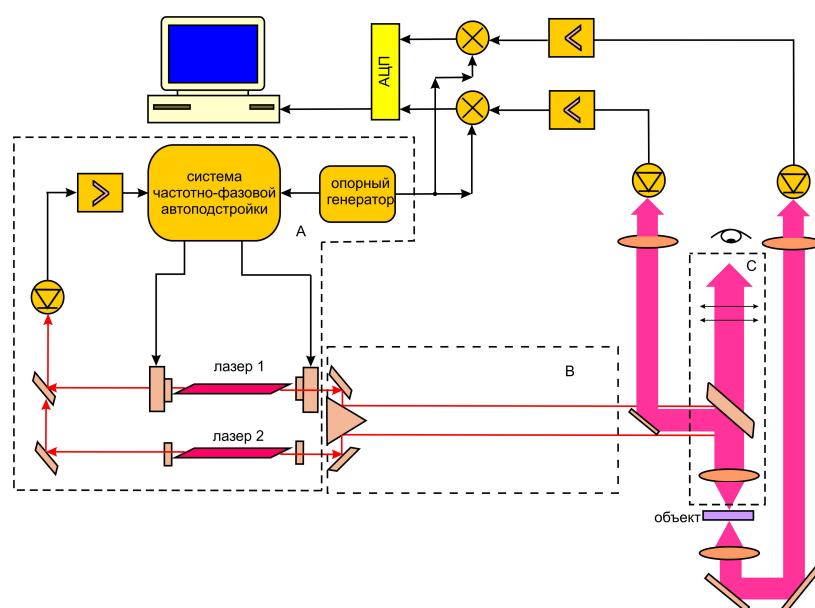 АЦП
система
частотно-фазовой
автоподстройки
опорный
генератор
A
C
B
лазер 1
лазер 2
объект